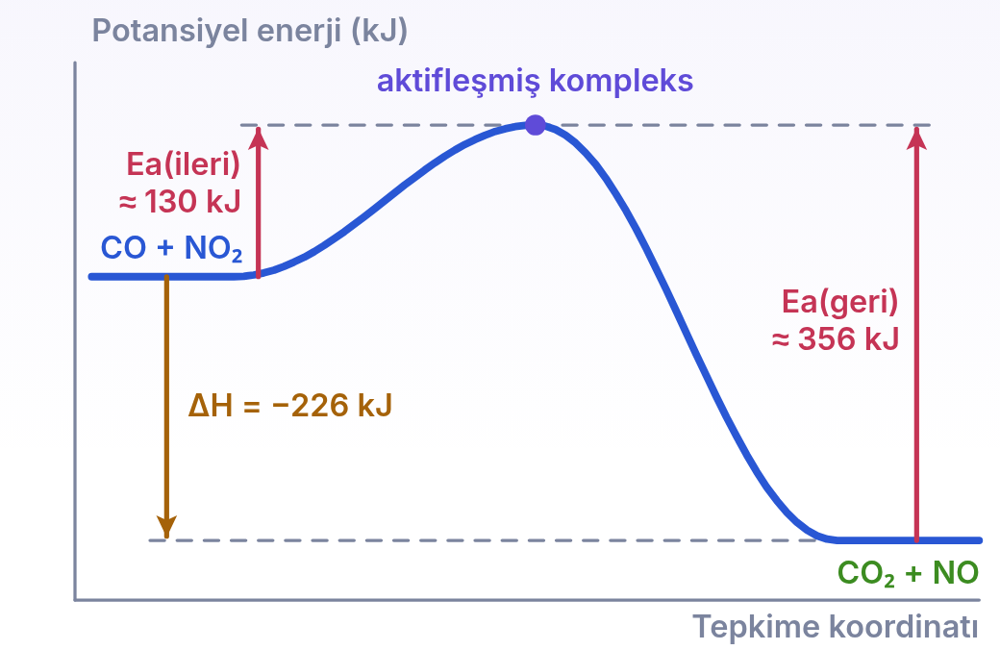 Potansiyel enerji (kJ)
aktifleşmiş kompleks
Ea(ileri)
≈ 130 kJ
CO + NO₂
Ea(geri)
≈ 356 kJ
ΔH = −226 kJ
CO₂ + NO
Tepkime koordinatı